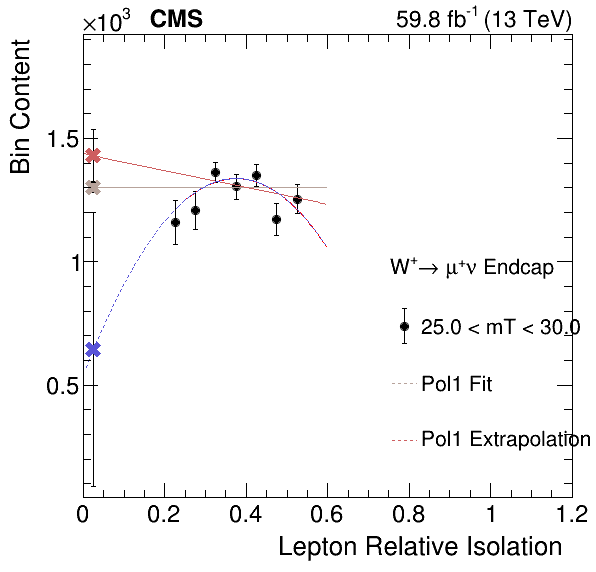 ×10³ CMS 59.8 fb⁻¹ (13 TeV)
Bin Content
1.5
1
0.5
W⁺→ μ⁺ν Endcap
25.0 < mT < 30.0
Pol1 Fit
Pol1 Extrapolation
0 0.2 0.4 0.6 0.8 1 1.2
Lepton Relative Isolation